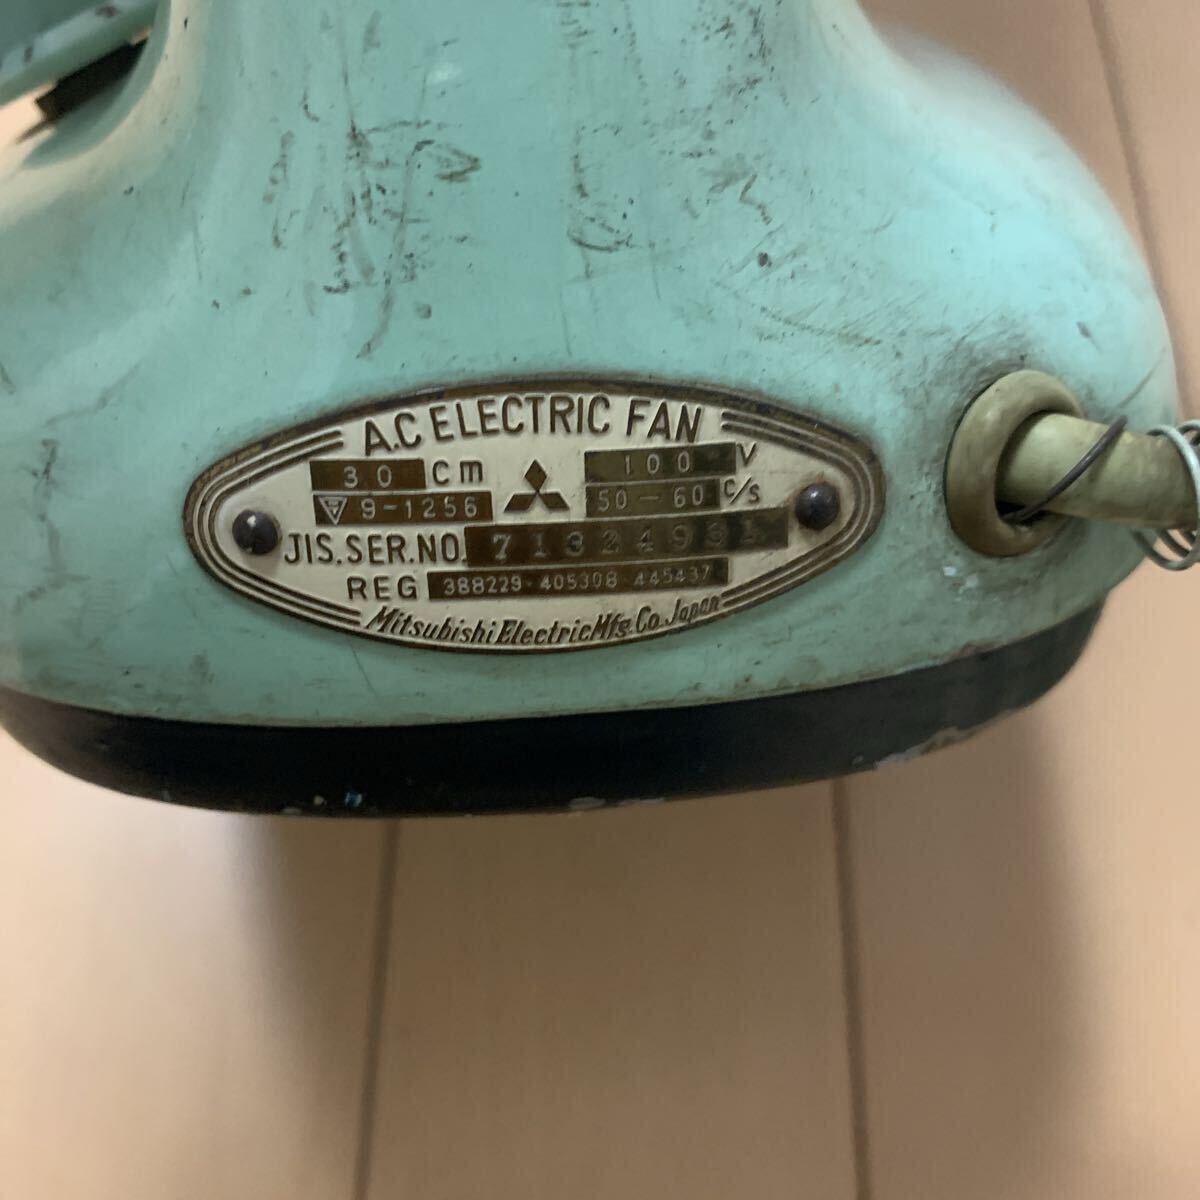 A.C ELECTRIC FAN
30 cm
100 V
9-1256
50-60 C/S
JIS.SER.NO.
REG 388229-405308-445437
Mitsubishi Electric Mfg. Co. Japan